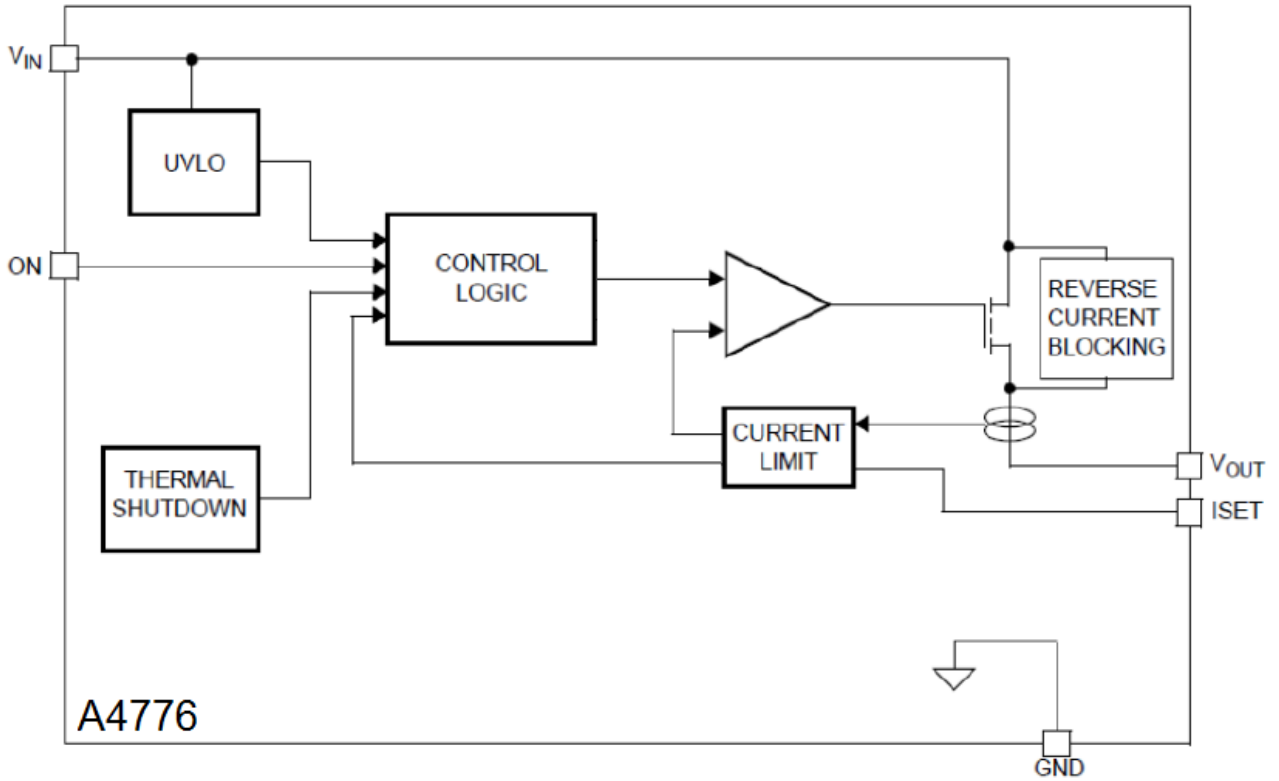 VIN
UVLO
ON
CONTROL
LOGIC
REVERSE
CURRENT
BLOCKING
CURRENT
LIMIT
THERMAL
SHUTDOWN
VOUT
ISET
A4776
GND